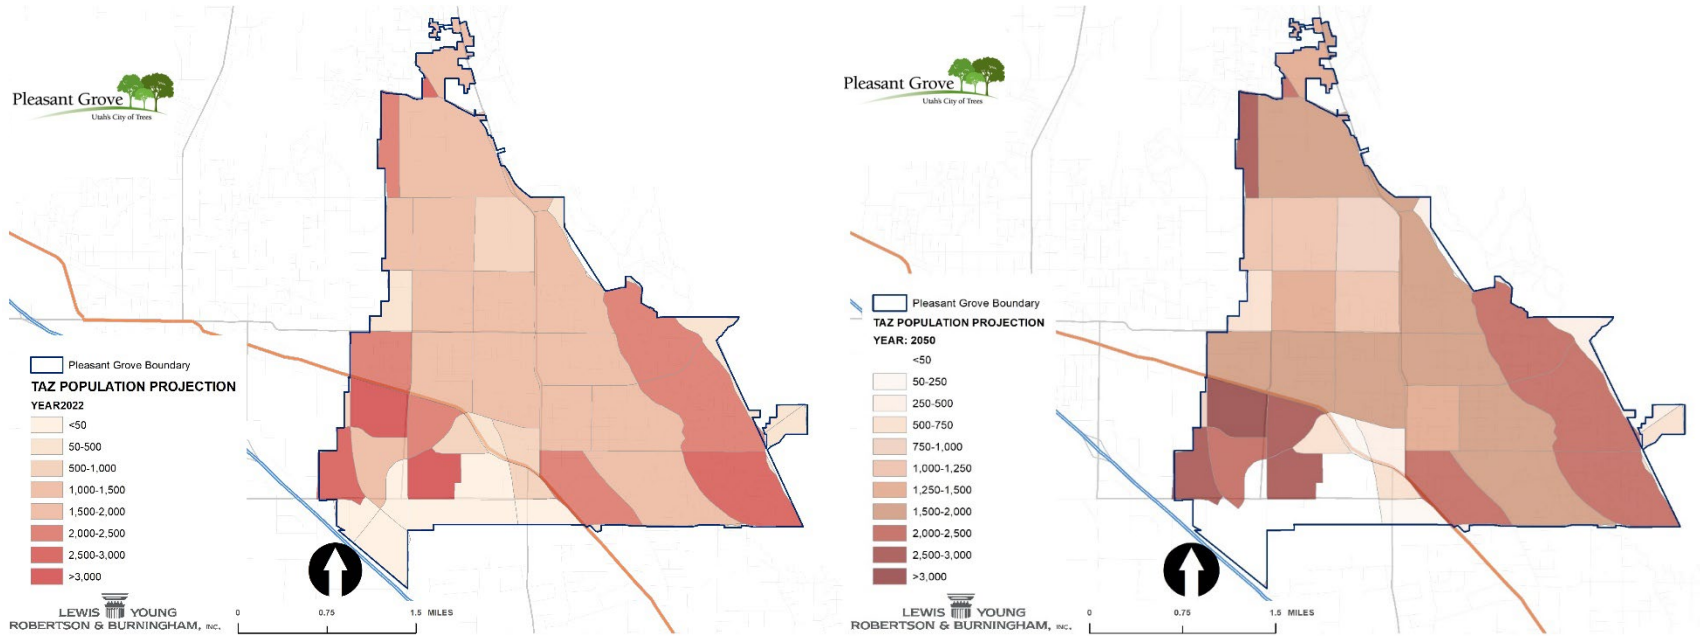 Pleasant Grove
Utah's City of Trees
Pleasant Grove Boundary
TAZ POPULATION PROJECTION
YEAR2022
<50
50-500
500-1,000
1,000-1,500
1,500-2,000
2,000-2,500
2,500-3,000
>3,000
LEWIS YOUNG
ROBERTSON & BURNINGHAM, INC.
0 0.75 1.5 MILES
Pleasant Grove
Utah's City of Trees
Pleasant Grove Boundary
TAZ POPULATION PROJECTION
YEAR: 2050
<50
50-250
250-500
500-750
750-1,000
1,000-1,250
1,250-1,500
1,500-2,000
2,000-2,500
2,500-3,000
>3,000
LEWIS YOUNG
ROBERTSON & BURNINGHAM, INC.
0 0.75 1.5 MILES